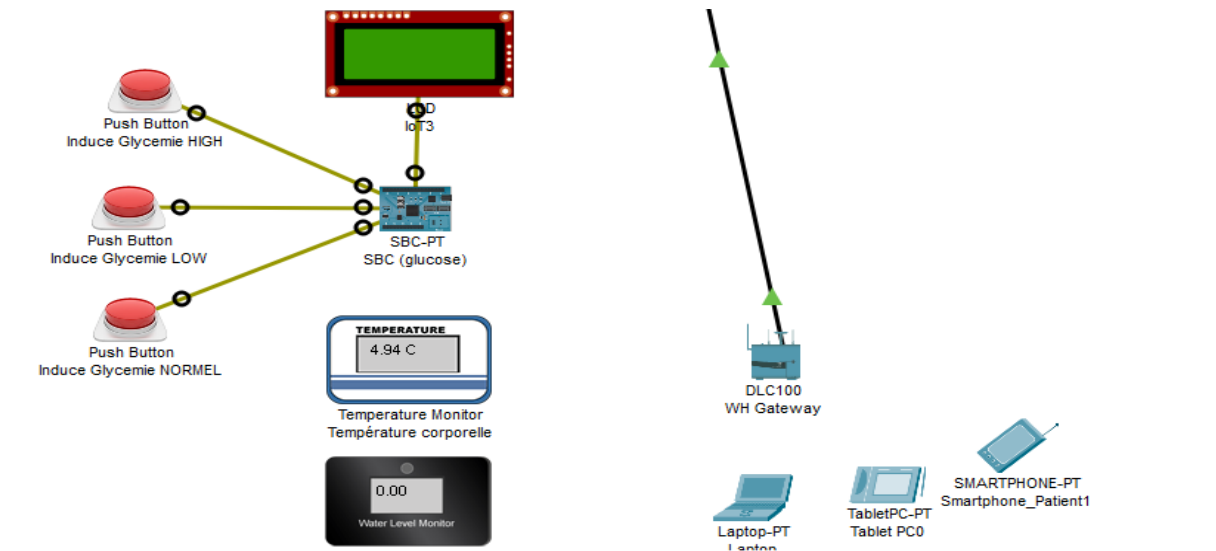 LCD
IoT3
Push Button
Induce Glycemie HIGH
Push Button
Induce Glycemie LOW
SBC-PT
SBC (glucose)
Push Button
Induce Glycemie NORMEL
TEMPERATURE
4.94 C
Temperature Monitor
Température corporelle
0.00
Water Level Monitor
DLC100
WH Gateway
SMARTPHONE-PT
Smartphone_Patient1
TabletPC-PT
Tablet PC0
Laptop-PT
Laptop